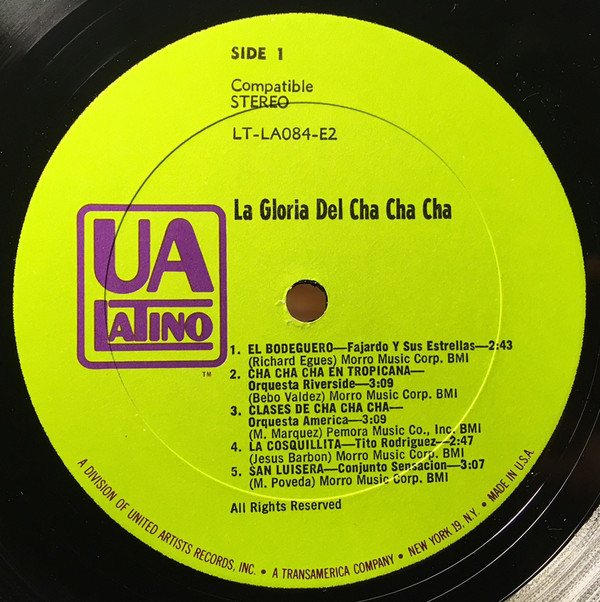 SIDE 1
Compatible
STEREO
LT-LA084-E2
La Gloria Del Cha Cha Cha
UA
LATINO
TM
1. EL BODEGUERO—Fajardo Y Sus Estrellas—2:43
(Richard Egues) Morro Music Corp. BMI
2. CHA CHA CHA EN TROPICANA—
Orquesta Riverside—3:09
(Bebo Valdez) Morro Music Corp. BMI
3. CLASES DE CHA CHA CHA—
Orquesta America—3:09
(M. Marquez) Pemora Music Co., Inc. BMI
4. LA COSQUILLITA—Tito Rodriguez—2:47
(Jesus Barbon) Morro Music Corp. BMI
5. SAN LUISERA—Conjunto Sensacion—3:07
(M. Poveda) Morro Music Corp. BMI
All Rights Reserved
A DIVISION OF UNITED ARTISTS RECORDS, INC. • A TRANSAMERICA COMPANY • NEW YORK 19, N.Y. • MADE IN U.S.A.